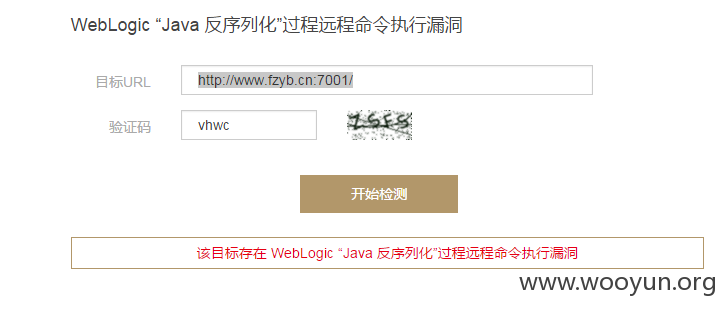 WebLogic “Java 反序列化”过程远程命令执行漏洞
目标URL http://www.fzyb.cn:7001/
验证码 vhwc
开始检测
该目标存在 WebLogic “Java 反序列化”过程远程命令执行漏洞
www.wooyun.org